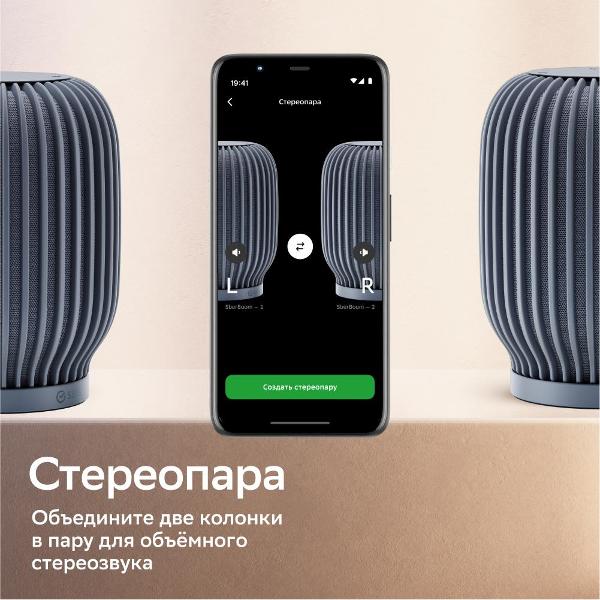 19:41
Стереопара
L
R
SberBoom – 1
SberBoom – 2
Создать стереопару
Стереопара
Объедините две колонки
в пару для объёмного
стереозвука